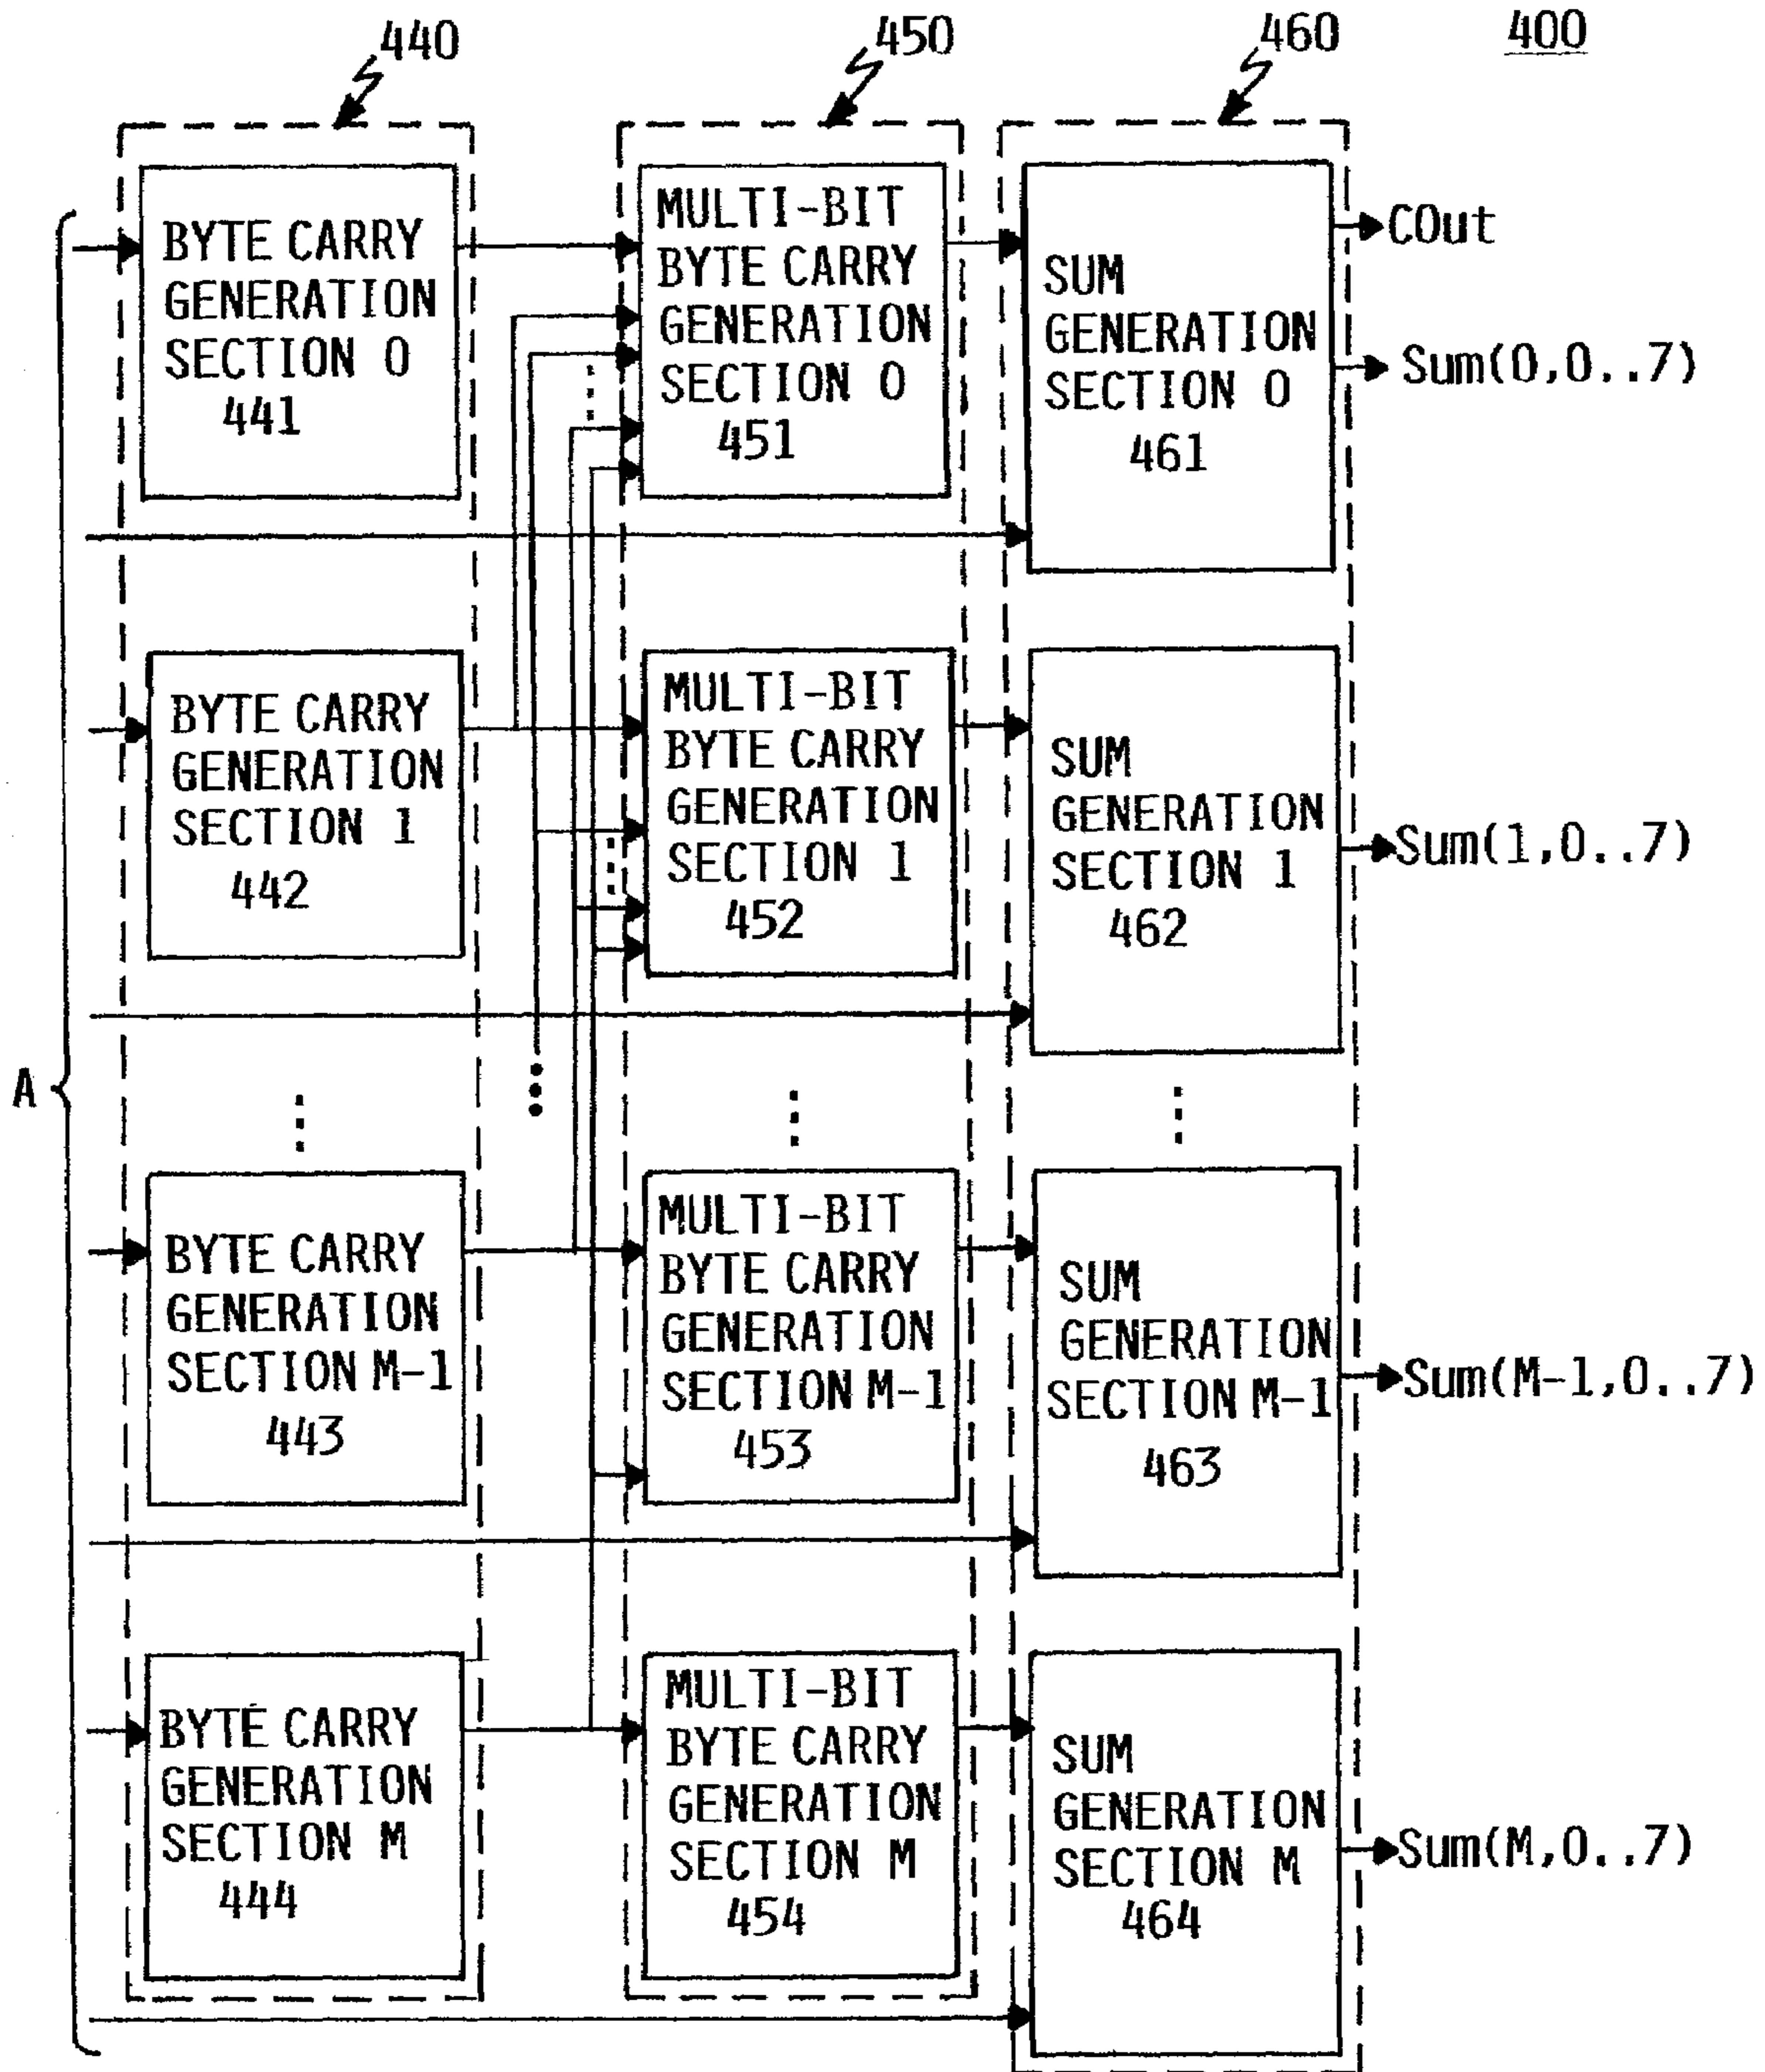 440
450
460
400
BYTE CARRY
GENERATION
SECTION 0
441
MULTI-BIT
BYTE CARRY
GENERATION
SECTION 0
451
SUM
GENERATION
SECTION 0
461
COut
Sum(0,0..7)
BYTE CARRY
GENERATION
SECTION 1
442
MULTI-BIT
BYTE CARRY
GENERATION
SECTION 1
452
SUM
GENERATION
SECTION 1
462
Sum(1,0..7)
A
BYTE CARRY
GENERATION
SECTION M-1
443
MULTI-BIT
BYTE CARRY
GENERATION
SECTION M-1
453
SUM
GENERATION
SECTION M-1
463
Sum(M-1,0..7)
BYTE CARRY
GENERATION
SECTION M
444
MULTI-BIT
BYTE CARRY
GENERATION
SECTION M
454
SUM
GENERATION
SECTION M
464
Sum(M,0..7)